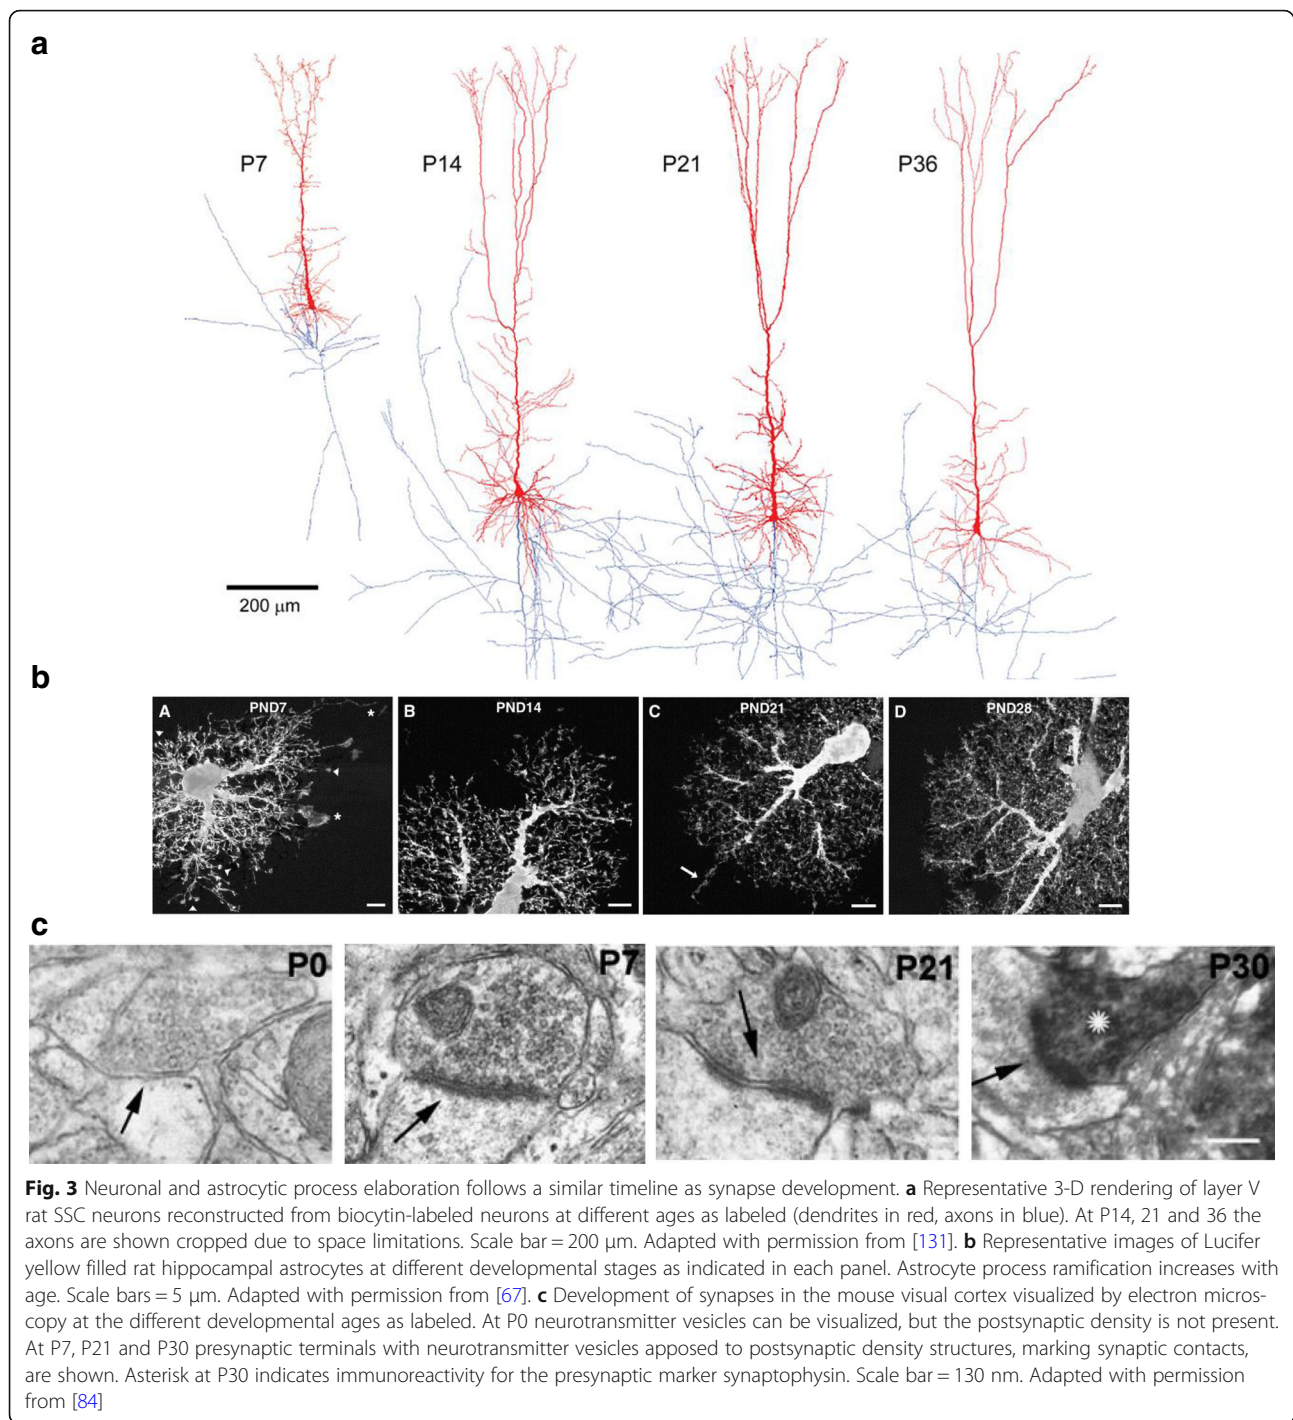 a
P7
P14
P21
P36
200 µm
b
A PND7 *
*
B PND14
C PND21
D PND28
c
P0
P7
P21
P30
Fig. 3 Neuronal and astrocytic process elaboration follows a similar timeline as synapse development. a Representative 3-D rendering of layer V
rat SSC neurons reconstructed from biocytin-labeled neurons at different ages as labeled (dendrites in red, axons in blue). At P14, 21 and 36 the
axons are shown cropped due to space limitations. Scale bar = 200 µm. Adapted with permission from [131]. b Representative images of Lucifer
yellow filled rat hippocampal astrocytes at different developmental stages as indicated in each panel. Astrocyte process ramification increases with
age. Scale bars = 5 µm. Adapted with permission from [67]. c Development of synapses in the mouse visual cortex visualized by electron micros-
copy at the different developmental ages as labeled. At P0 neurotransmitter vesicles can be visualized, but the postsynaptic density is not present.
At P7, P21 and P30 presynaptic terminals with neurotransmitter vesicles apposed to postsynaptic density structures, marking synaptic contacts,
are shown. Asterisk at P30 indicates immunoreactivity for the presynaptic marker synaptophysin. Scale bar = 130 nm. Adapted with permission
from [84]